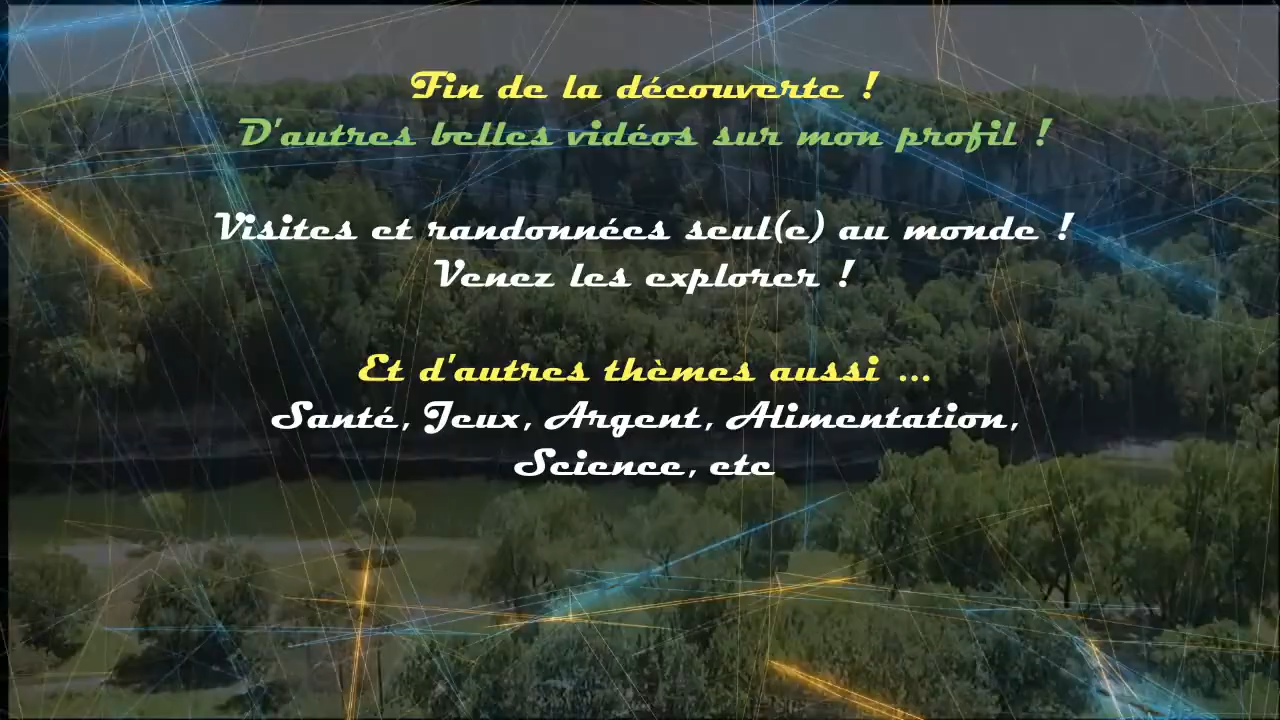 Fin de la découverte !
D'autres belles vidéos sur mon profil !
Visites et randonnées seul(e) au monde !
Venez les explorer !
Et d'autres thèmes aussi ...
Santé, Jeux, Argent, Alimentation,
Science, etc